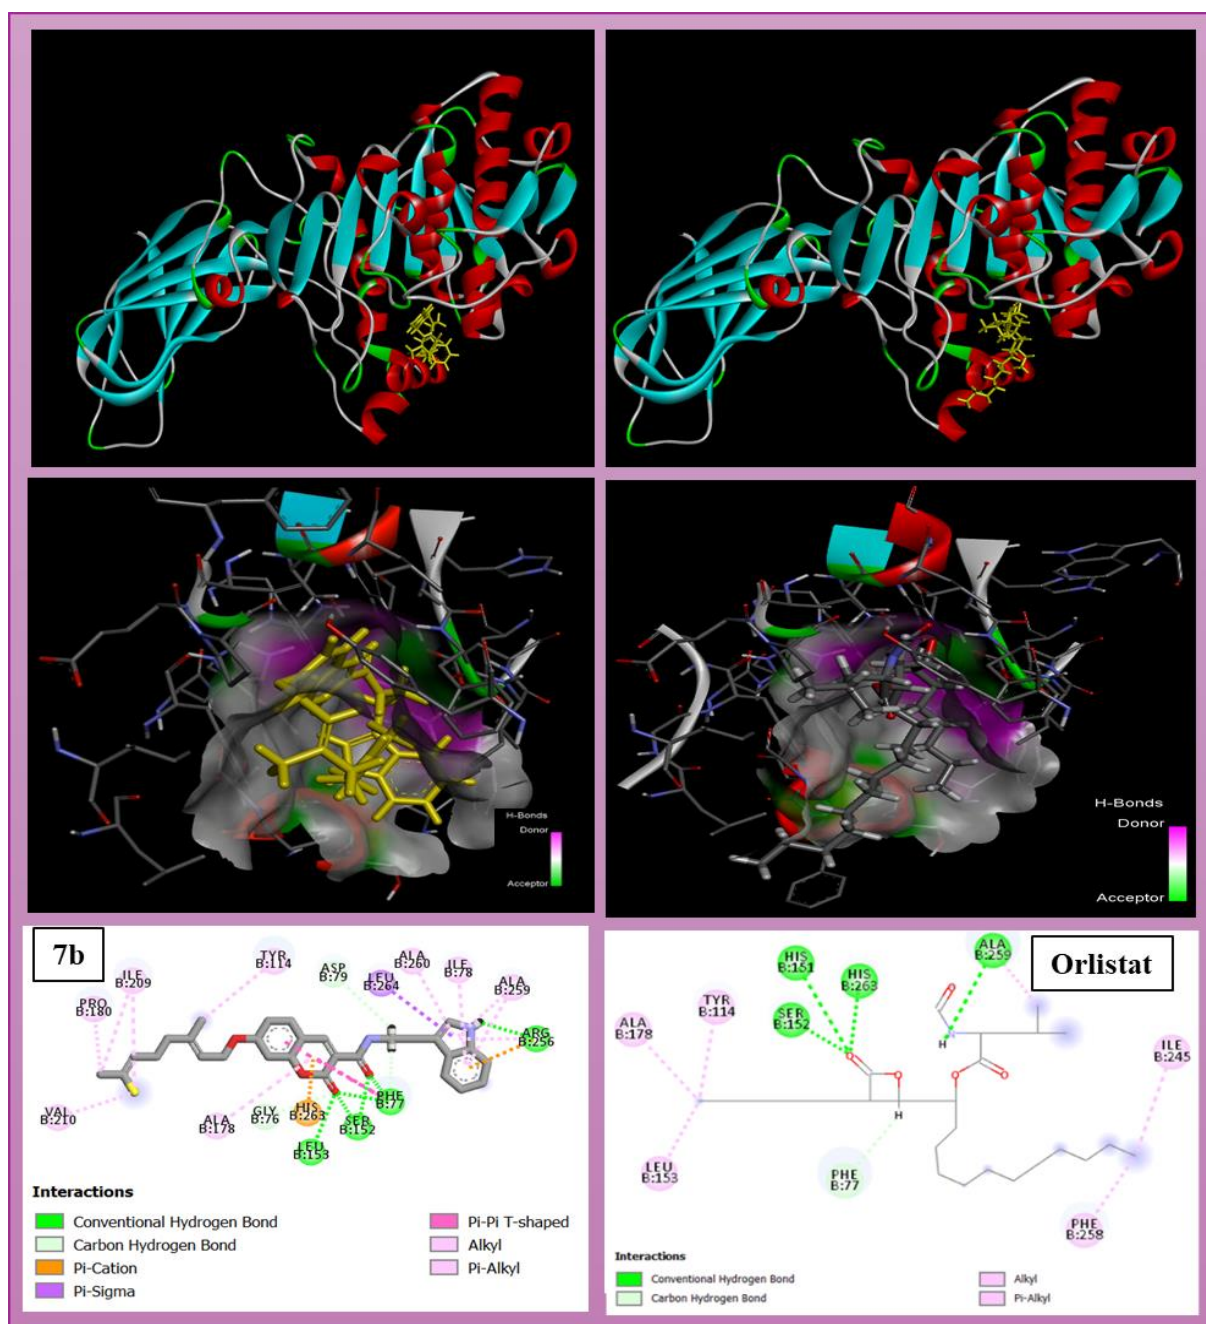 H-Bonds
Donor
Acceptor
H-Bonds
Donor
Acceptor
7b
TYR
B:114
ILE
B:209
PRO
B:180
ASP
B:79
LEU
B:264
ALA
B:260
ILE
B:78
ALA
B:259
ARG
B:256
VAL
B:210
ALA
B:178
GLY
B:76
HIS
B:263
LEU
B:153
SER
B:152
PHE
B:77
Interactions
Conventional Hydrogen Bond
Carbon Hydrogen Bond
Pi-Cation
Pi-Sigma
Pi-Pi T-shaped
Alkyl
Pi-Alkyl
Orlistat
ALA
B:259
HIS
B:151
HIS
B:263
SER
B:152
TYR
B:114
ALA
B:178
ILE
B:245
H
O
O
O
N
H
O
O
H
LEU
B:153
PHE
B:77
PHE
B:258
Interactions
Conventional Hydrogen Bond
Carbon Hydrogen Bond
Alkyl
Pi-Alkyl